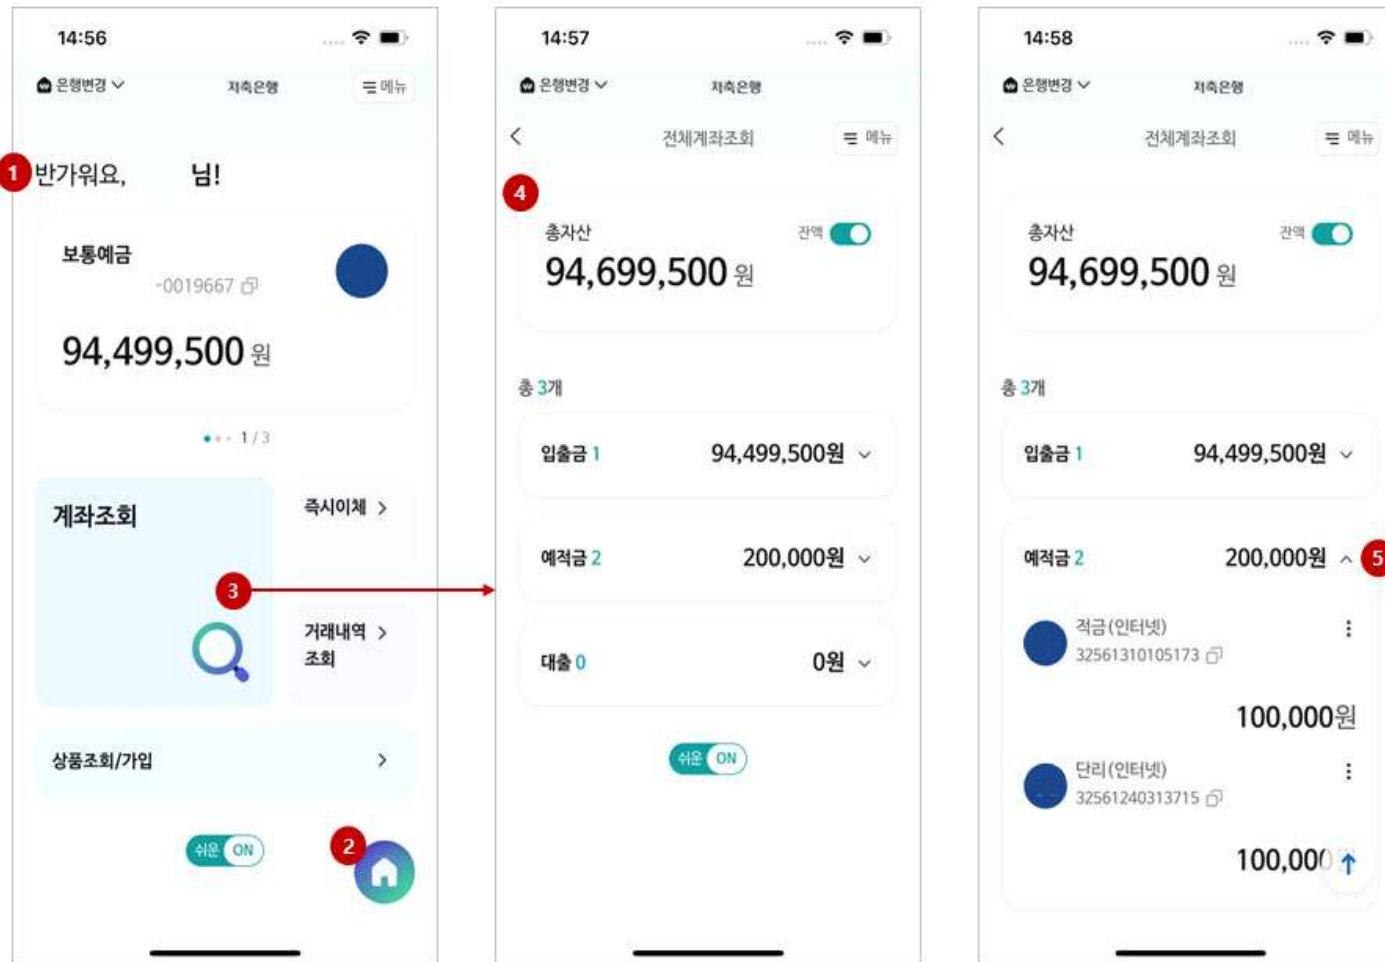 14:56
은행변경
저축은행
메뉴
1
반가워요, 님!
보통예금
-0019667
94,499,500 원
1 / 3
계좌조회
즉시이체
3
거래내역
조회
상품조회/가입
쉬운 ON
2
14:57
은행변경
저축은행
전체계좌조회
메뉴
4
총자산
잔액
94,699,500 원
총 3개
입출금 1
94,499,500원
예적금 2
200,000원
대출 0
0원
쉬운 ON
14:58
은행변경
저축은행
전체계좌조회
메뉴
총자산
잔액
94,699,500 원
총 3개
입출금 1
94,499,500원
예적금 2
200,000원
5
적금(인터넷)
32561310105173
100,000원
단리(인터넷)
32561240313715
100,000